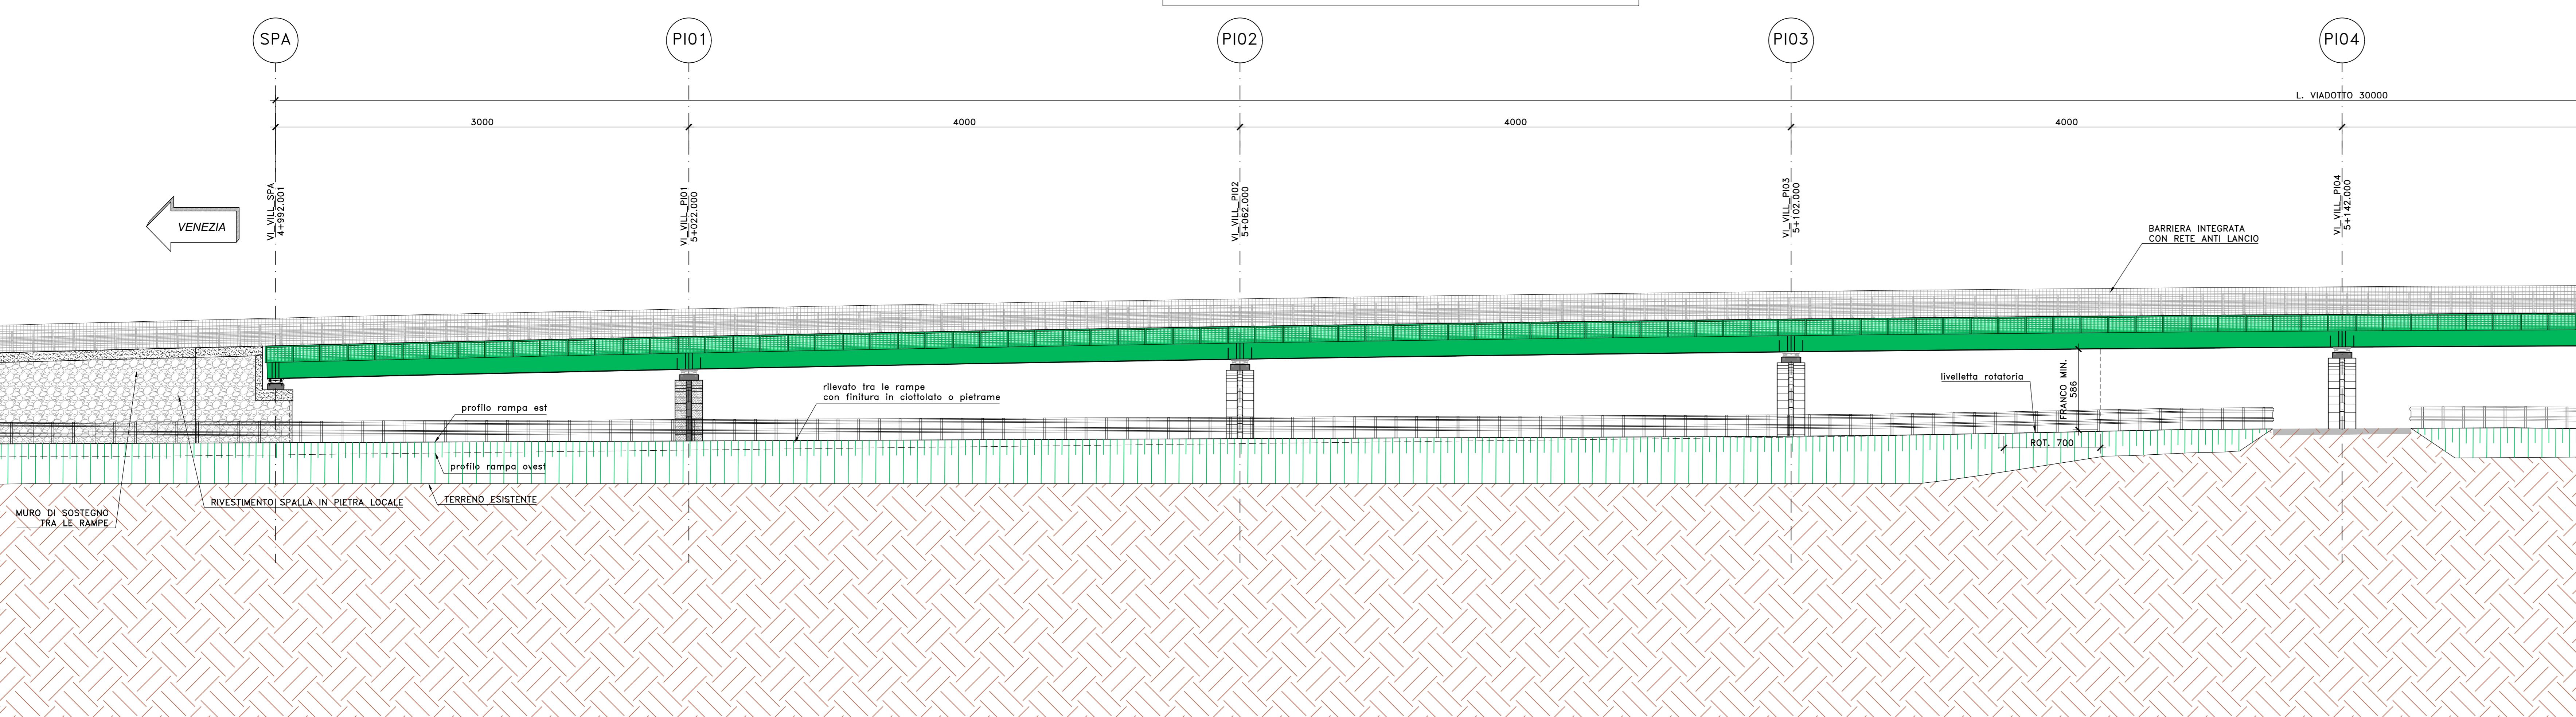 SPA
PI01
PI02
PI03
PI04
L. VIADOTTO 30000
3000
4000
4000
4000
VI_VILL_SPA
4+992.001
VI_VILL_PI01
5+022.000
VI_VILL_PI02
5+062.000
VI_VILL_PI03
5+102.000
VI_VILL_PI04
5+142.000
VENEZIA
BARRIERA INTEGRATA
CON RETE ANTI LANCIO
rilevato tra le rampe
con finitura in ciottolato o pietrame
livelletta rotatoria
FRANCO MIN.
586
profilo rampa est
ROT. 700
profilo rampa ovest
RIVESTIMENTO SPALLA IN PIETRA LOCALE
TERRENO ESISTENTE
MURO DI SOSTEGNO
TRA LE RAMPE